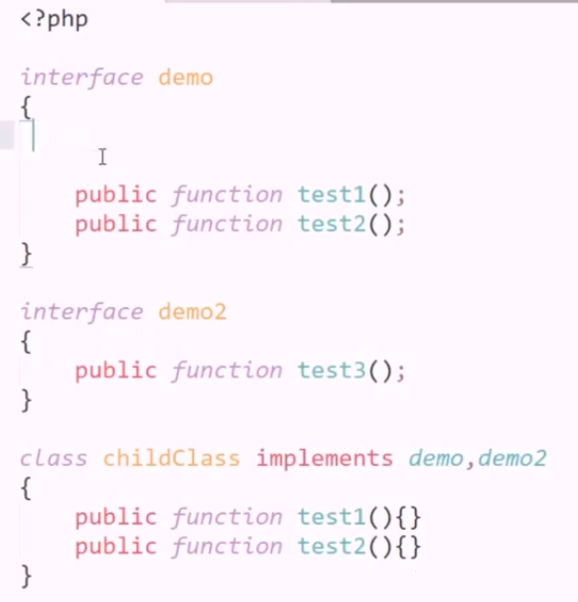 <?php
interface demo
{
public function test1();
public function test2();
}
interface demo2
{
public function test3();
}
class childClass implements demo,demo2
{
public function test1(){}
public function test2(){}
}